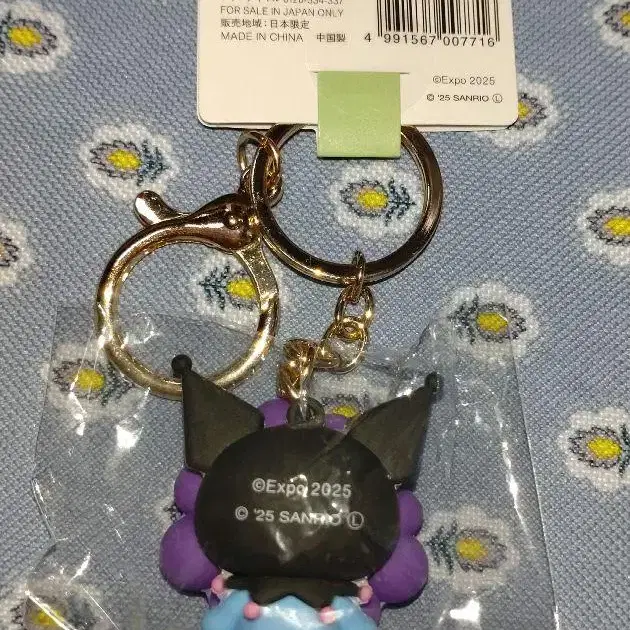 FOR SALE IN JAPAN ONLY
販売地域:日本限定
MADE IN CHINA 中国製
4 991567 007716
©Expo 2025
© '25 SANRIO Ⓛ
©Expo 2025
© '25 SANRIO Ⓛ